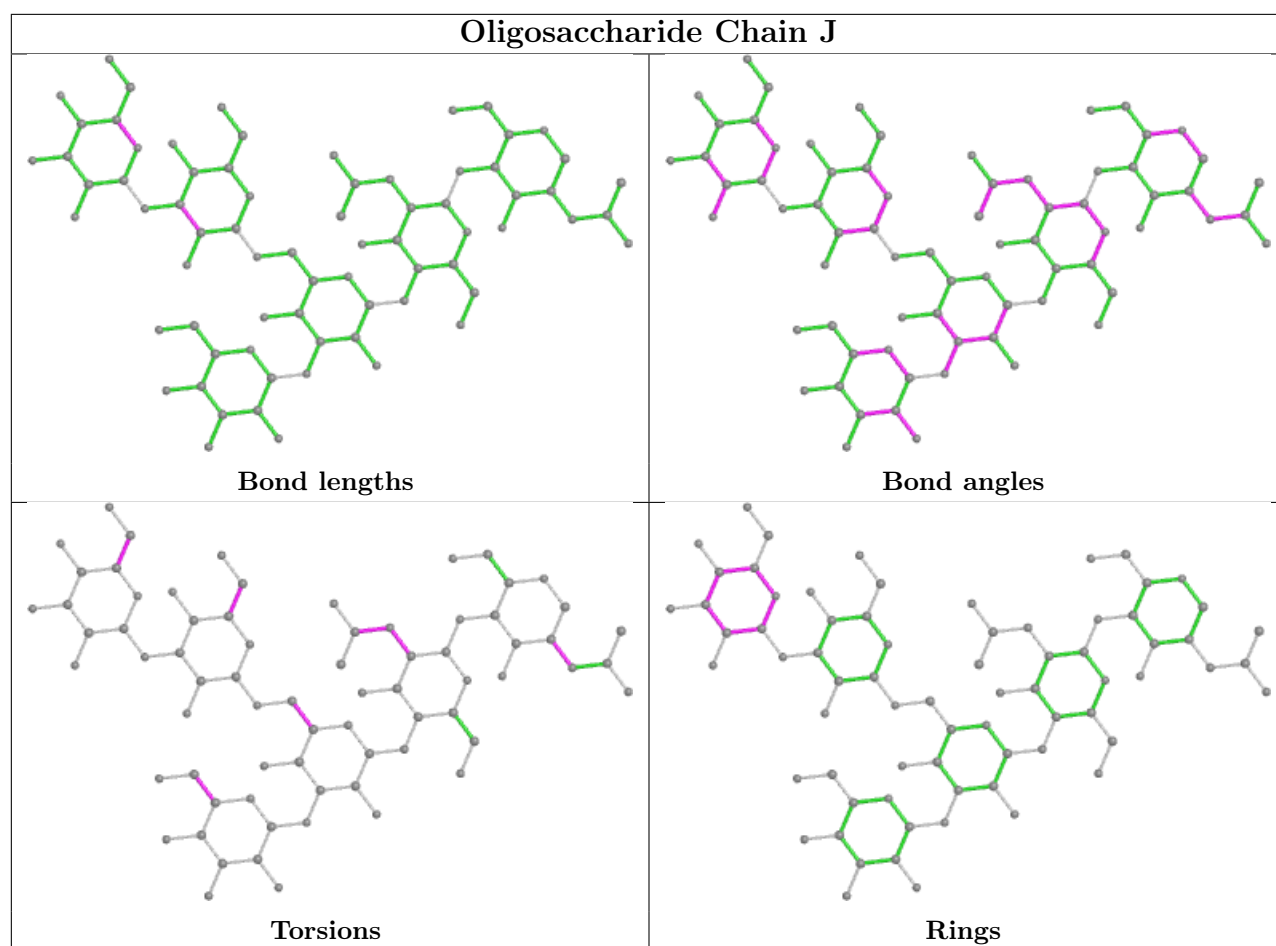 Oligosaccharide Chain J
Bond lengths
Bond angles
Torsions
Rings